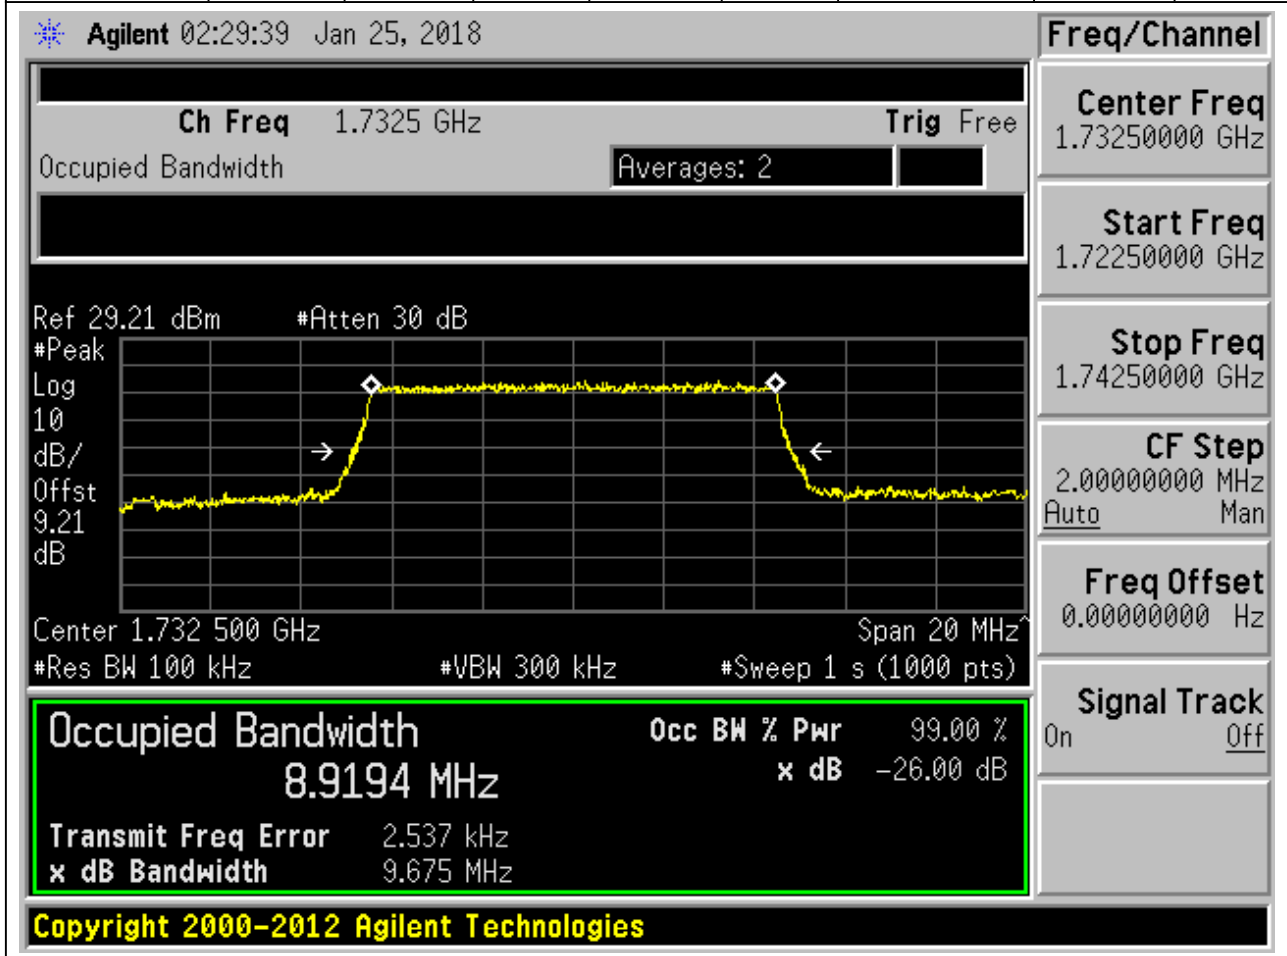 Agilent 02:29:39 Jan 25, 2018
Freq/Channel
Ch Freq 1.7325 GHz Trig Free
Occupied Bandwidth Averages: 2
Center Freq
1.73250000 GHz
Start Freq
1.72250000 GHz
Stop Freq
1.74250000 GHz
CF Step
2.00000000 MHz
Auto Man
Freq Offset
0.00000000 Hz
Signal Track
On Off
Ref 29.21 dBm #Atten 30 dB
#Peak
Log
10
dB/
Offst
9.21
dB
Center 1.732 500 GHz Span 20 MHz^
#Res BW 100 kHz #VBW 300 kHz #Sweep 1 s (1000 pts)
Occupied Bandwidth Occ BW % Pwr 99.00 %
8.9194 MHz x dB -26.00 dB
Transmit Freq Error 2.537 kHz
x dB Bandwidth 9.675 MHz
Copyright 2000-2012 Agilent Technologies